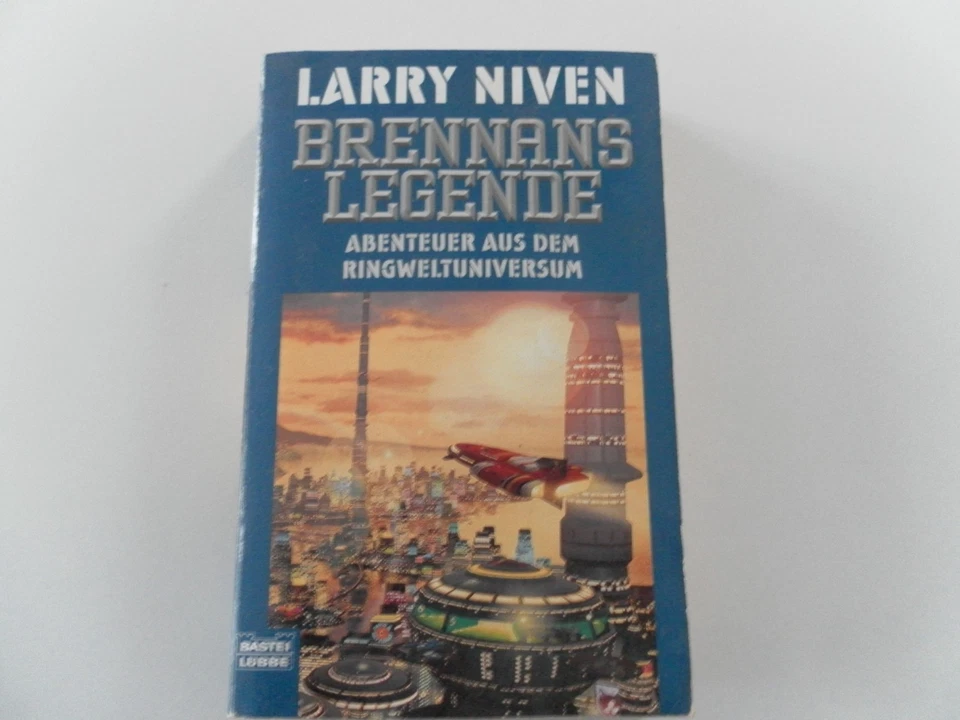 LARRY NIVEN
BRENNANS
LEGENDE
ABENTEUER AUS DEM
RINGWELTUNIVERSUM
BASTEI
LÜBBE